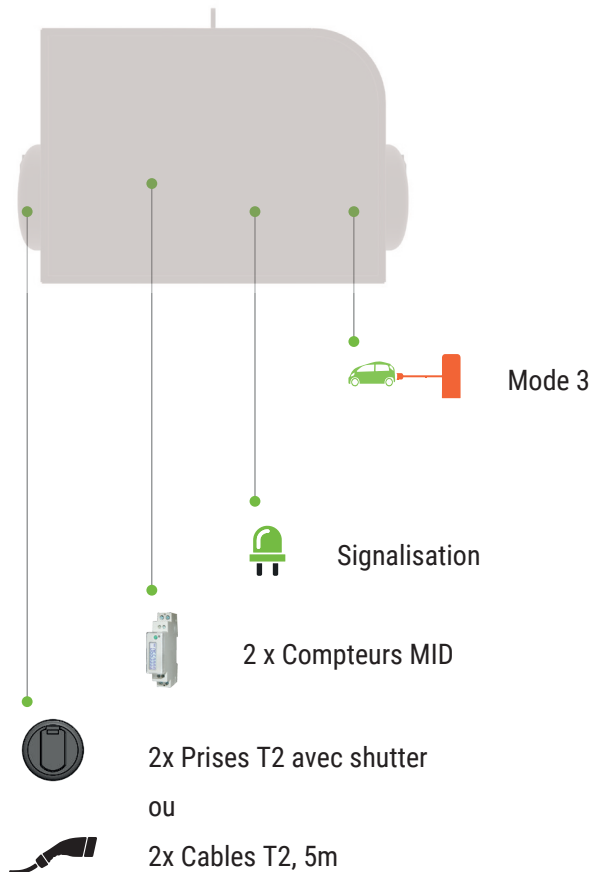 Mode 3
Signalisation
2 x Compteurs MID
2x Prises T2 avec shutter
ou
2x Cables T2, 5m